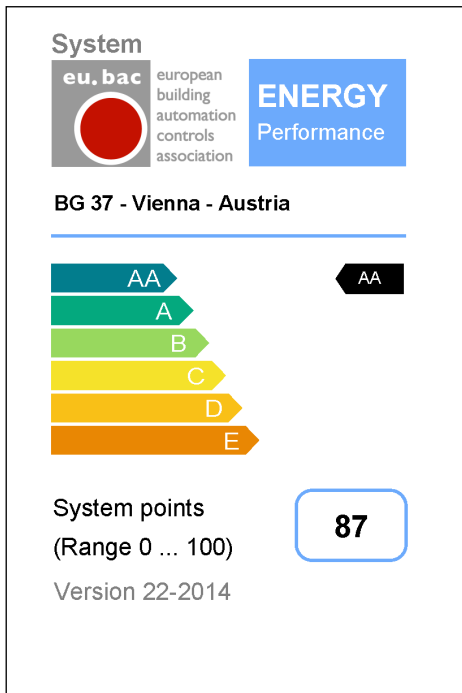 System
eu.bac
european
building
automation
controls
association
ENERGY
Performance
BG 37 - Vienna - Austria
AA
AA
A
B
C
D
E
System points
(Range 0 ... 100)
87
Version 22-2014